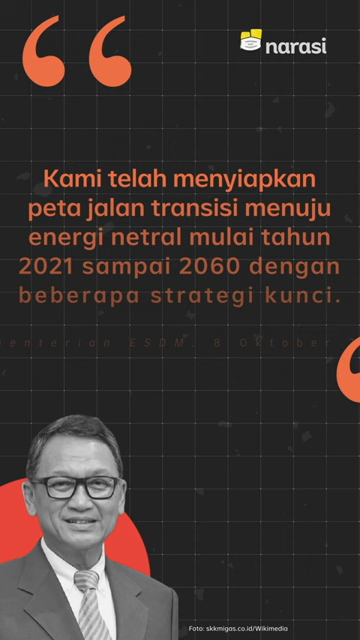 narasi
Kami telah menyiapkan
peta jalan transisi menuju
energi netral mulai tahun
2021 sampai 2060 dengan
beberapa strategi kunci.
ESDM, 8 Oktober
Foto: skkmigas.co.id/Wikimedia